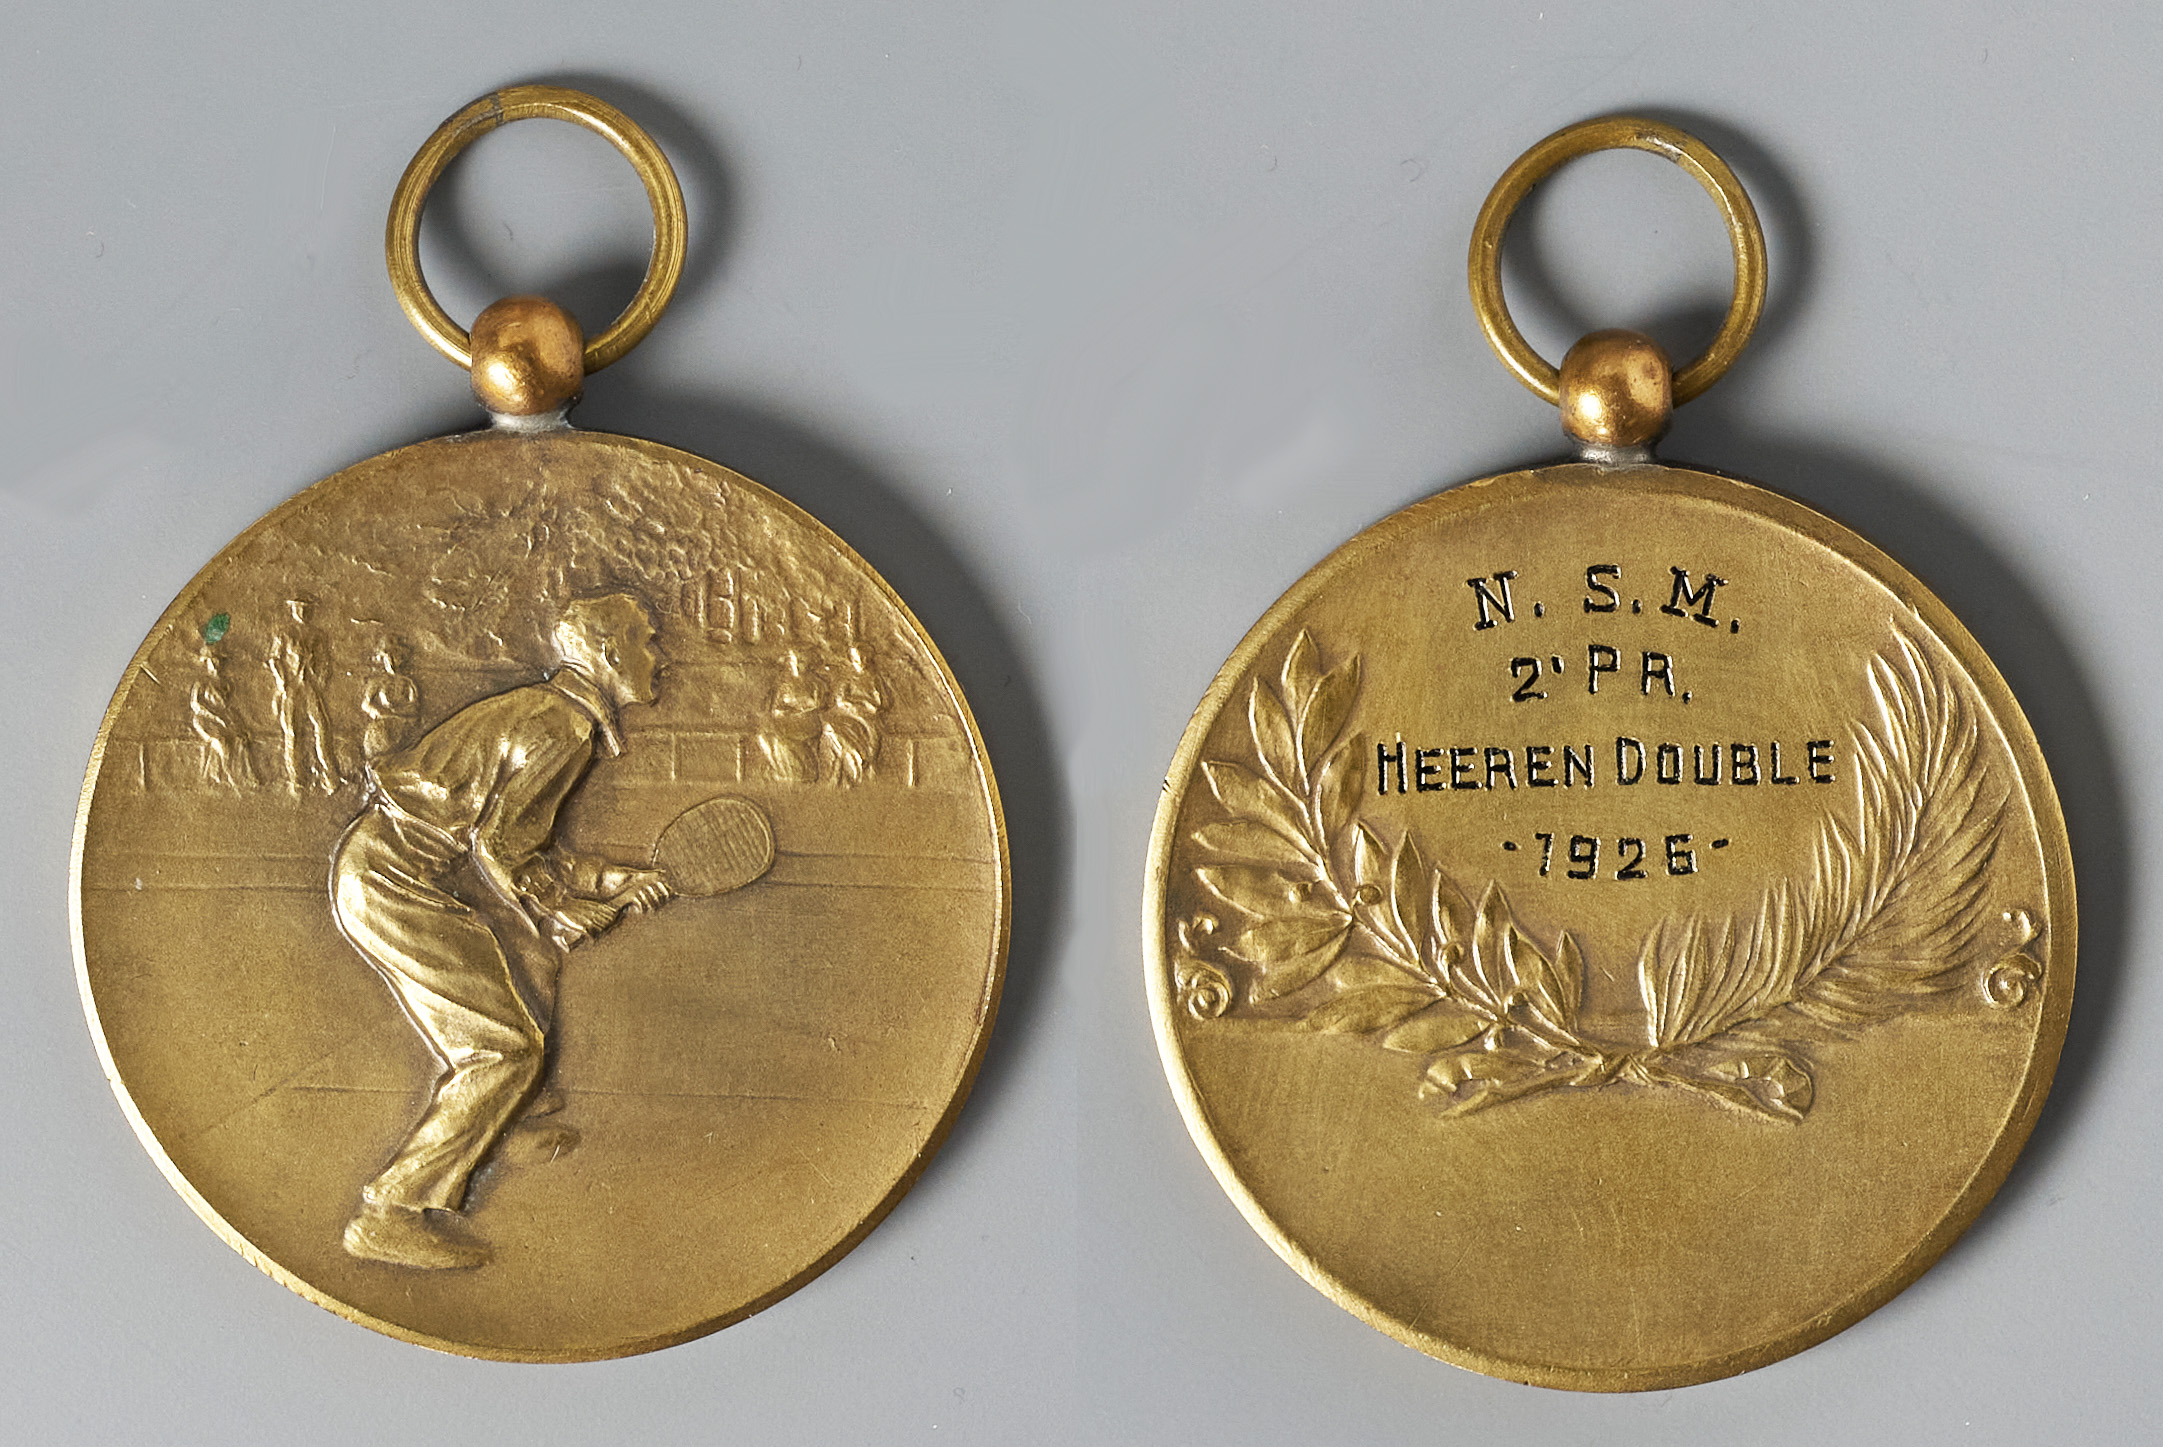 N. S. M.
2' PR.
HEEREN DOUBLE
-1926-